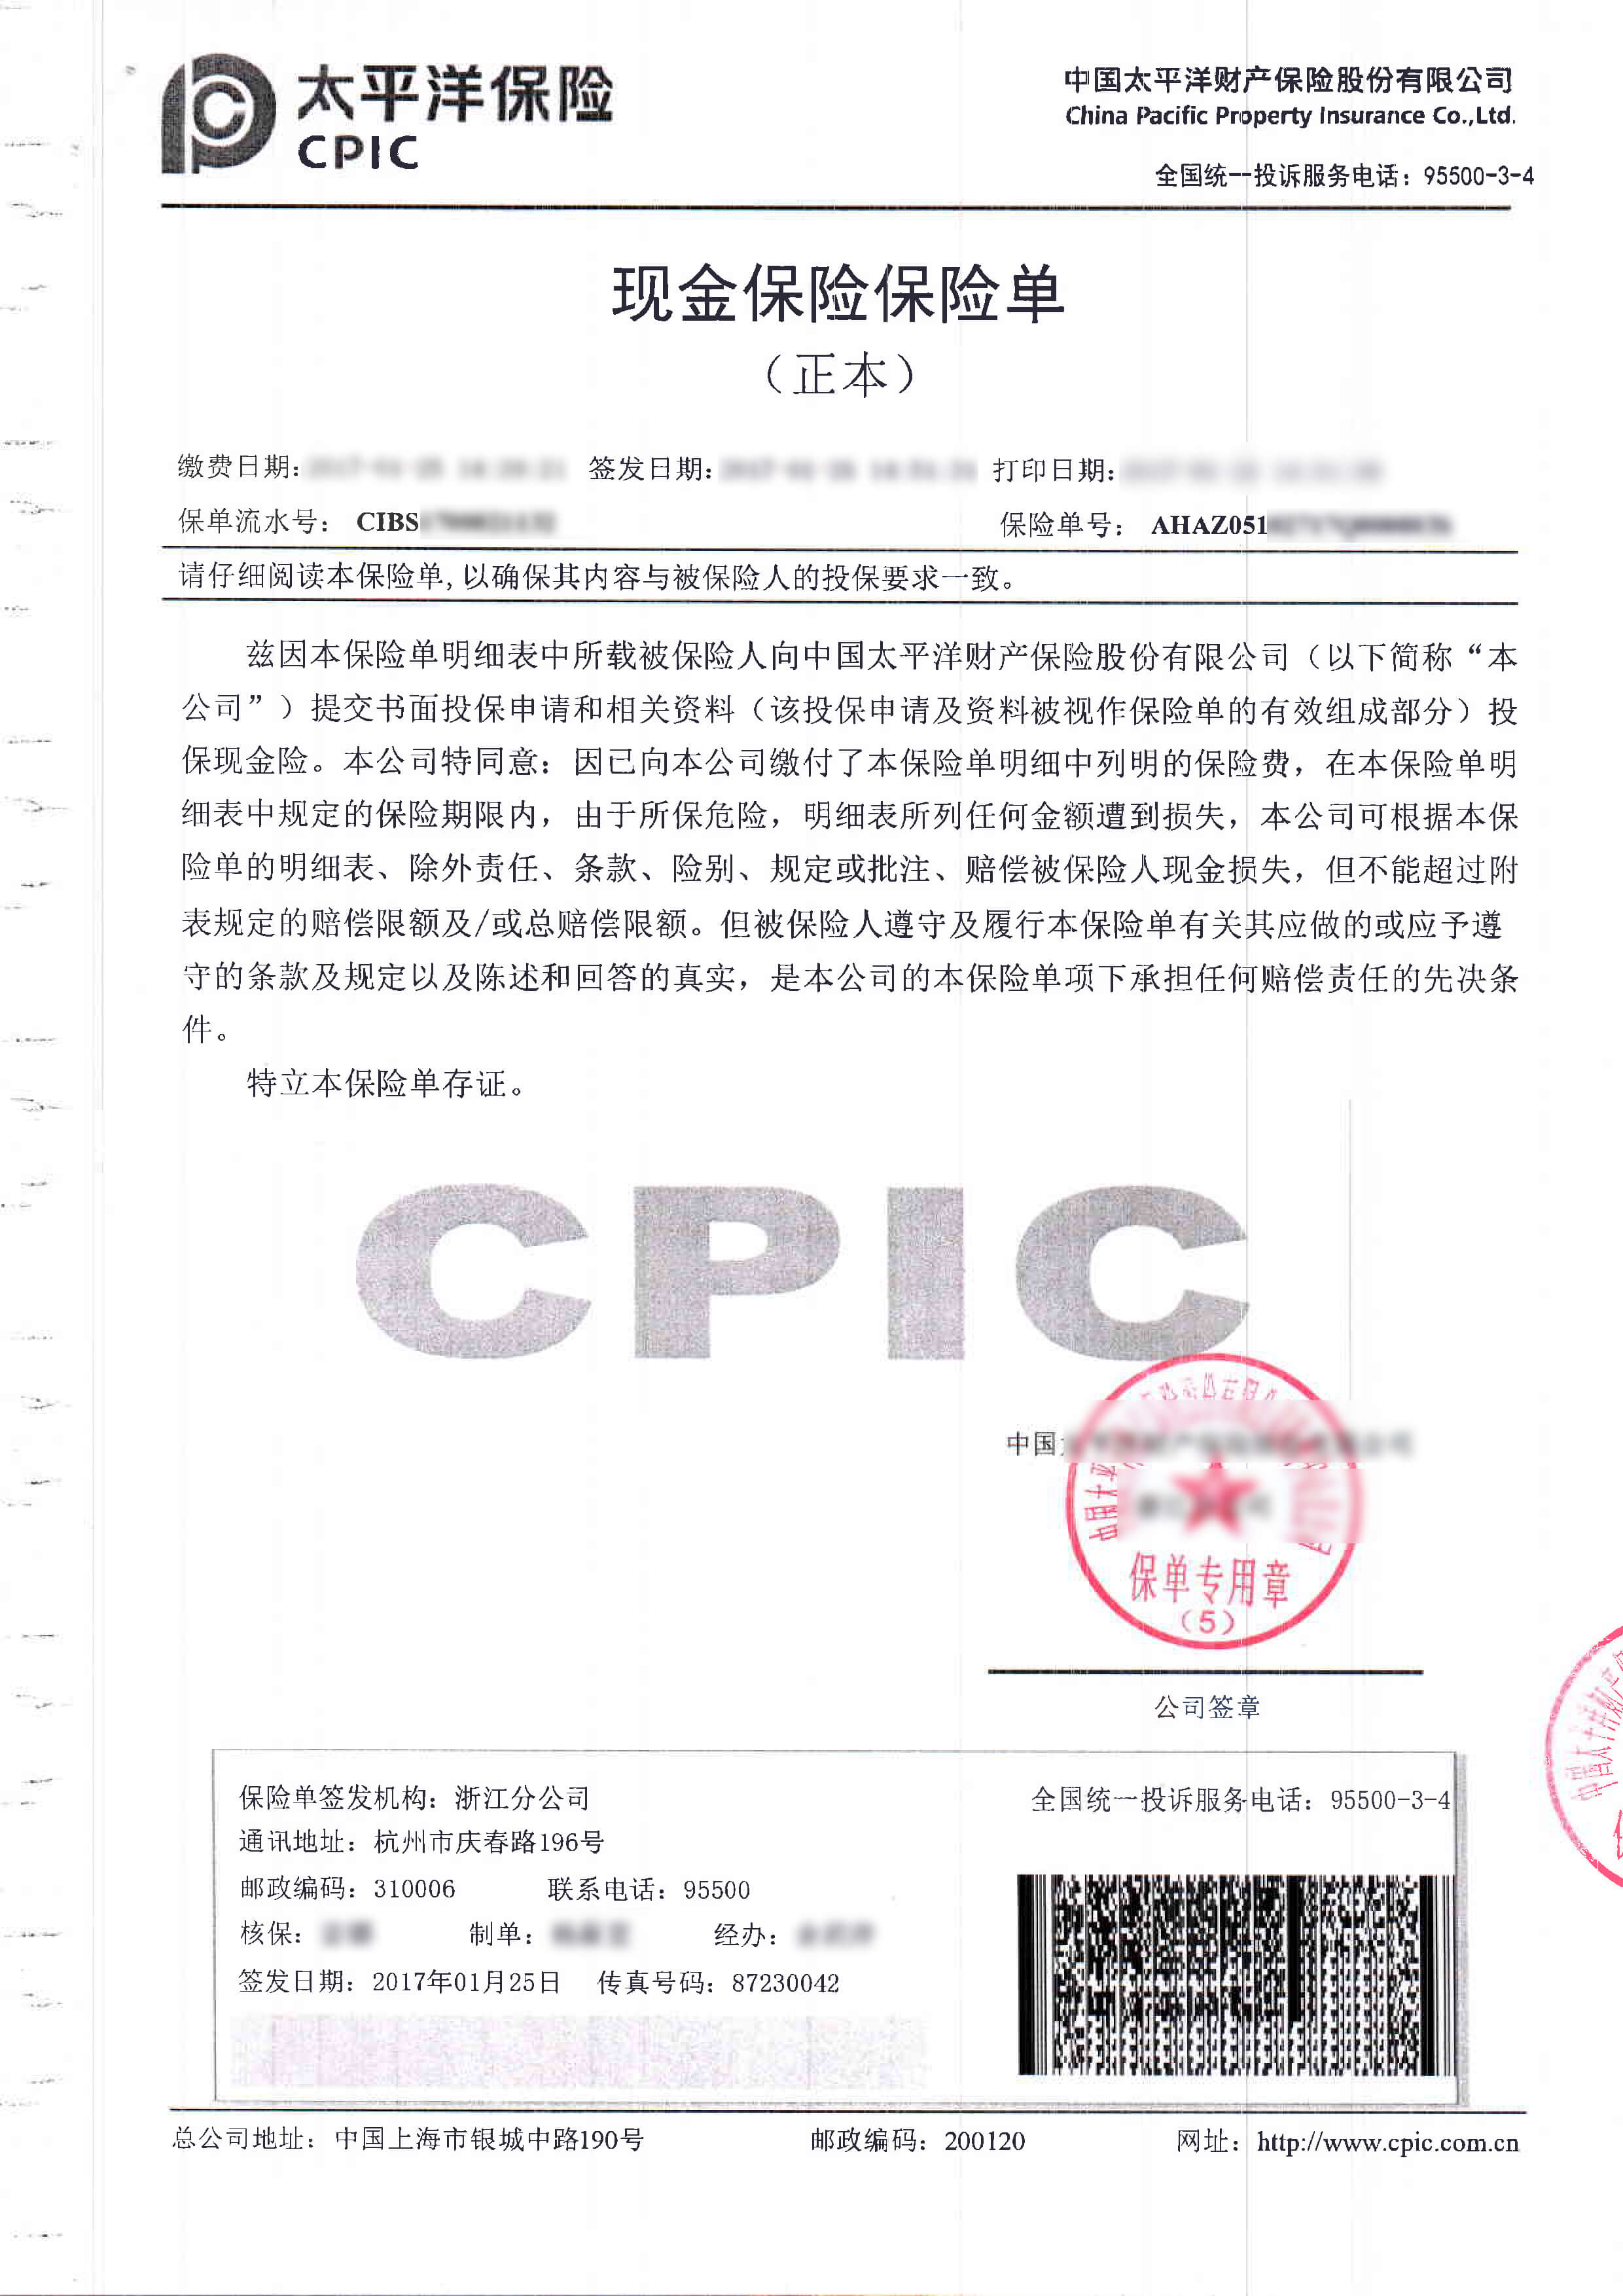 太平洋保险
CPIC
中国太平洋财产保险股份有限公司
China Pacific Property Insurance Co.,Ltd.
全国统一投诉服务电话：95500-3-4
现金保险保险单
（正本）
缴费日期： 签发日期： 打印日期：
保单流水号： CIBS 保险单号： AHAZ051
请仔细阅读本保险单, 以确保其内容与被保险人的投保要求一致。
兹因本保险单明细表中所载被保险人向中国太平洋财产保险股份有限公司（以下简称“本
公司”）提交书面投保申请和相关资料（该投保申请及资料被视作保险单的有效组成部分）投
保现金险。本公司特同意：因已向本公司缴付了本保险单明细中列明的保险费，在本保险单明
细表中规定的保险期限内，由于所保危险，明细表所列任何金额遭到损失，本公司可根据本保
险单的明细表、除外责任、条款、险别、规定或批注、赔偿被保险人现金损失，但不能超过附
表规定的赔偿限额及/或总赔偿限额。但被保险人遵守及履行本保险单有关其应做的或应予遵
守的条款及规定以及陈述和回答的真实，是本公司的本保险单项下承担任何赔偿责任的先决条
件。
特立本保险单存证。
CPIC
中国
保单专用章
（5）
公司签章
保险单签发机构：浙江分公司 全国统一投诉服务电话：95500-3-4
通讯地址：杭州市庆春路196号
邮政编码：310006 联系电话：95500
核保： 制单： 经办：
签发日期：2017年01月25日 传真号码：87230042
总公司地址：中国上海市银城中路190号 邮政编码：200120 网址：http://www.cpic.com.cn